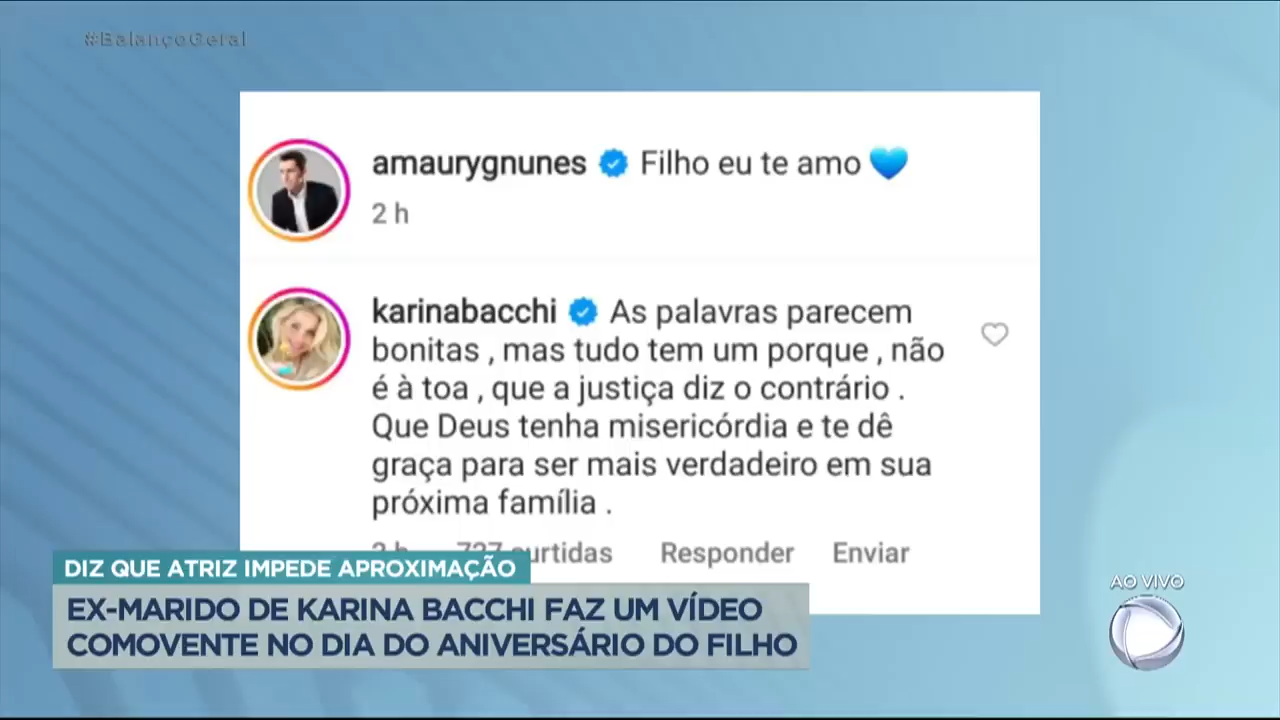 #BalançoGeral
amaurygnunes Filho eu te amo 💙
2 h
karinabacchi As palavras parecem
bonitas , mas tudo tem um porque , não
é à toa , que a justiça diz o contrário .
Que Deus tenha misericórdia e te dê
graça para ser mais verdadeiro em sua
próxima família .
2 h 727 curtidas Responder Enviar
DIZ QUE ATRIZ IMPEDE APROXIMAÇÃO
EX-MARIDO DE KARINA BACCHI FAZ UM VÍDEO
COMOVENTE NO DIA DO ANIVERSÁRIO DO FILHO
AO VIVO